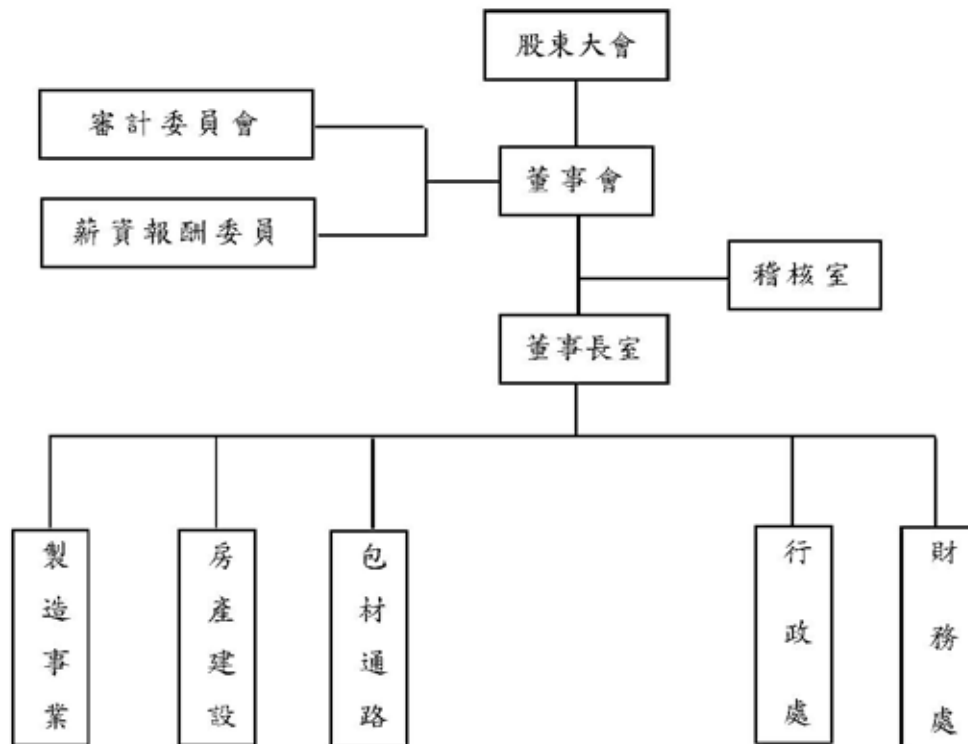 股東大會
審計委員會
董事會
薪資報酬委員
稽核室
董事長室
製造事業
房產建設
包材通路
行政處
財務處